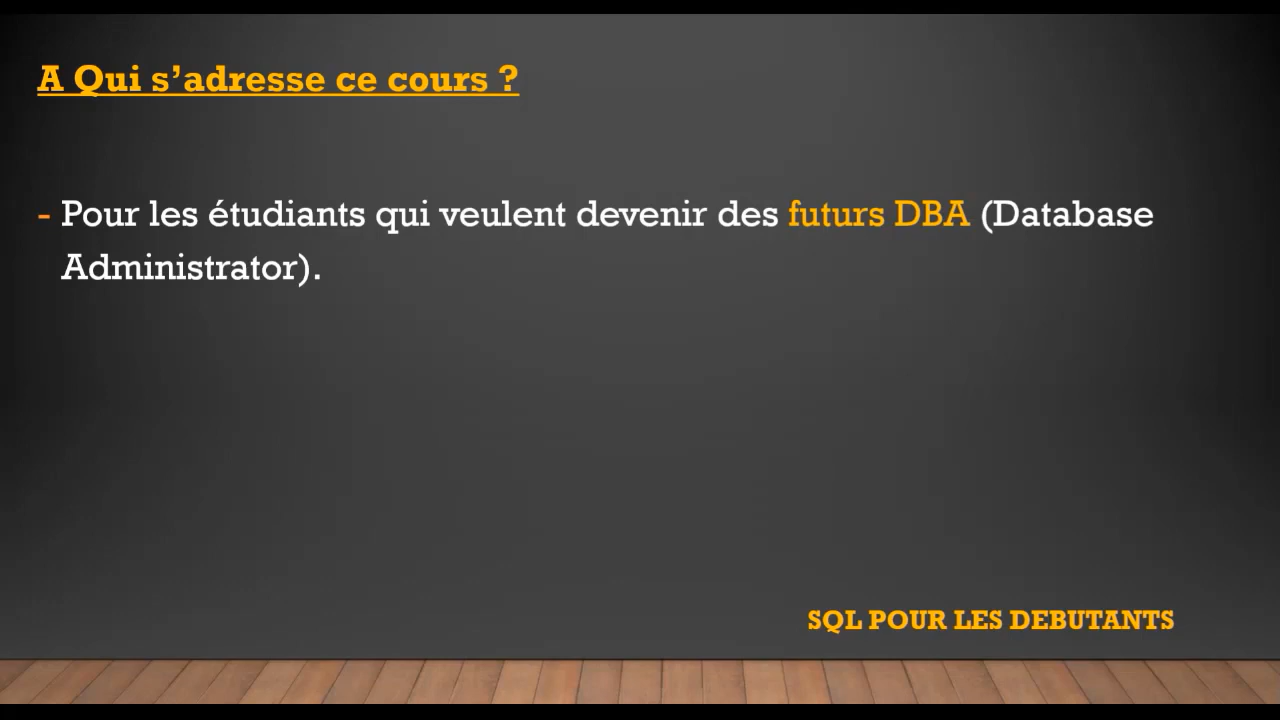 A Qui s’adresse ce cours ?
- Pour les étudiants qui veulent devenir des futurs DBA (Database
Administrator).
SQL POUR LES DEBUTANTS